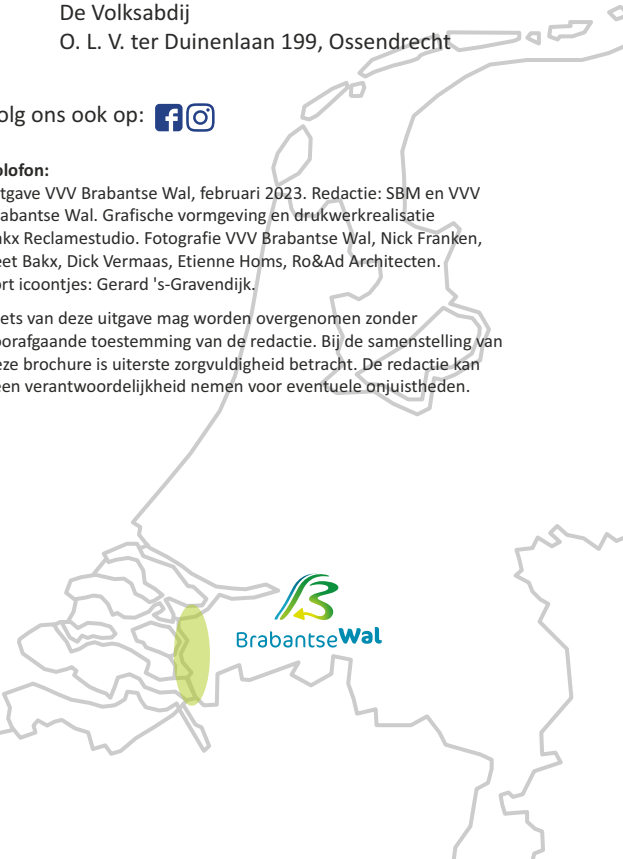 De Volksabdij
O. L. V. ter Duinenlaan 199, Ossendrecht
olg ons ook op:
olofon:
tgave VVV Brabantse Wal, februari 2023. Redactie: SBM en VVV
abantse Wal. Grafische vormgeving en drukwerkrealisatie
akx Reclamestudio. Fotografie VVV Brabantse Wal, Nick Franken,
eet Bakx, Dick Vermaas, Etienne Homs, Ro&Ad Architecten.
ort icoontjes: Gerard 's-Gravendijk.
ets van deze uitgave mag worden overgenomen zonder
oorafgaande toestemming van de redactie. Bij de samenstelling van
eze brochure is uiterste zorgvuldigheid betracht. De redactie kan
een verantwoordelijkheid nemen voor eventuele onjuistheden.
BrabantseWal